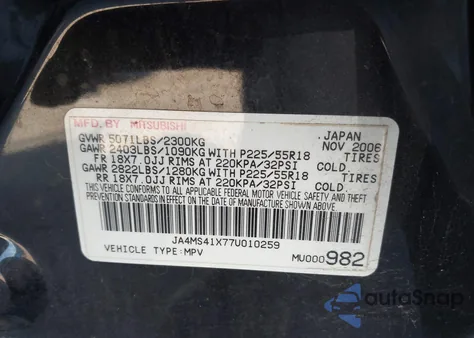 MFD. BY MITSUBISHI JAPAN
GVWR 5071LBS/2300KG NOV 2006
GAWR 2403LBS/1090KG WITH P225/55R18 TIRES
FR 18X7.0JJ RIMS AT 220KPA/32PSI COLD.
GAWR 2822LBS/1280KG WITH P225/55R18 TIRES
RR 18X7.0JJ RIMS AT 220KPA/32PSI COLD.
THIS VEHICLE CONFORMS TO ALL APPLICABLE FEDERAL MOTOR
VEHICLE SAFETY AND THEFT PREVENTION STANDARDS IN
EFFECT ON THE DATE OF MANUFACTURE SHOWN ABOVE.
JA4MS41X77U010259
VEHICLE TYPE:MPV MU000982
autoSnap